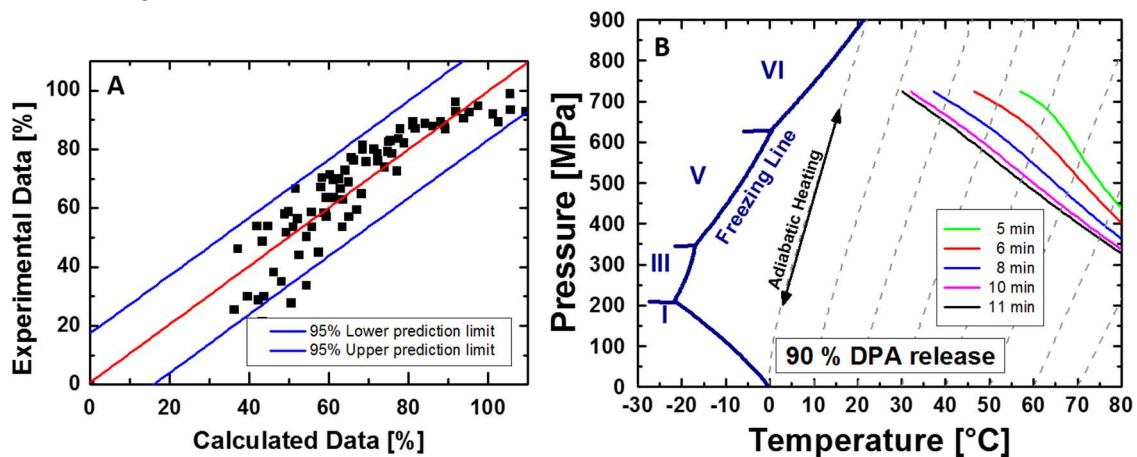 A
Experimental Data [%]
100
80
60
40
20
0
95% Lower prediction limit
95% Upper prediction limit
0 20 40 60 80 100
Calculated Data [%]
B
Pressure [MPa]
900
800
700
600
500
400
300
200
100
0
VI
V
III
I
Freezing Line
Adiabatic Heating
5 min
6 min
8 min
10 min
11 min
90 % DPA release
-30 -20 -10 0 10 20 30 40 50 60 70 80
Temperature [°C]